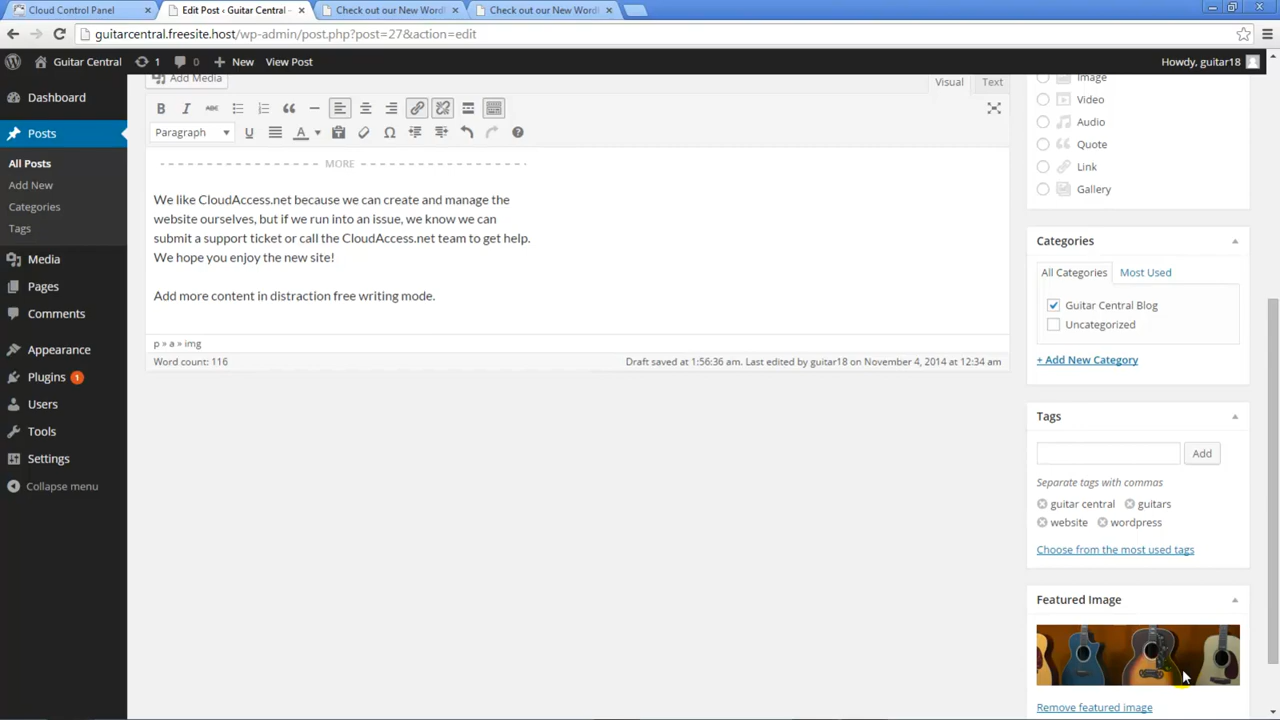 Cloud Control Panel × Edit Post ‹ Guitar Central – × Check out our New Word × Check out our New Word ×
guitarcentral.freesite.host/wp-admin/post.php?post=27&action=edit
Guitar Central 1 0 + New View Post Howdy, guitar18
Dashboard
Posts
All Posts
Add New
Categories
Tags
Media
Pages
Comments
Appearance
Plugins 1
Users
Tools
Settings
Collapse menu
Add Media Visual Text
B I ABC
Paragraph U A Ω ?
MORE
We like CloudAccess.net because we can create and manage the
website ourselves, but if we run into an issue, we know we can
submit a support ticket or call the CloudAccess.net team to get help.
We hope you enjoy the new site!
Add more content in distraction free writing mode.
p » a » img
Word count: 116 Draft saved at 1:56:36 am. Last edited by guitar18 on November 4, 2014 at 12:34 am
Image
Video
Audio
Quote
Link
Gallery
Categories
All Categories Most Used
Guitar Central Blog
Uncategorized
+ Add New Category
Tags
Add
Separate tags with commas
guitar central guitars
website wordpress
Choose from the most used tags
Featured Image
Remove featured image